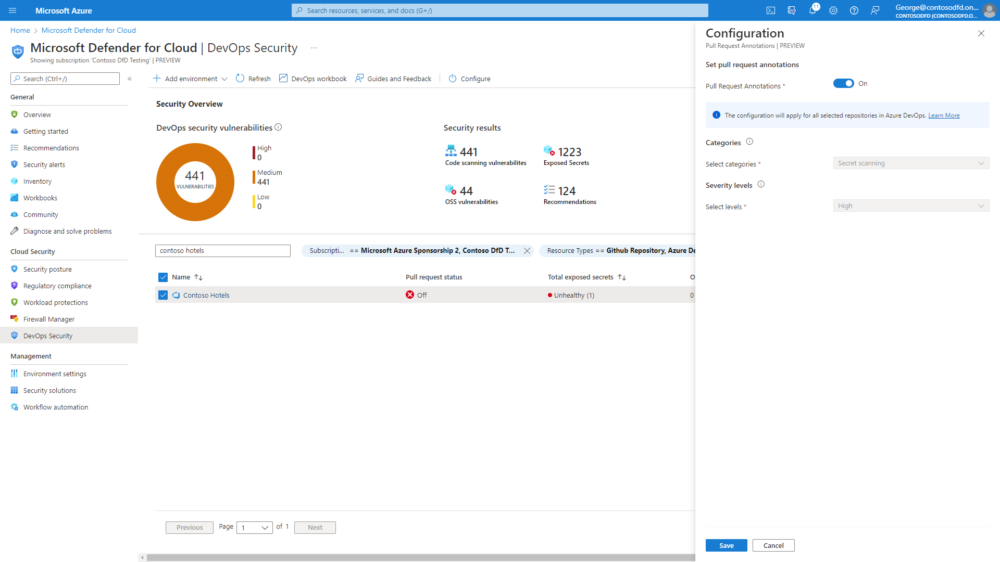 Microsoft Azure
Search resources, services, and docs (G+/)
11
George@contosodfd.on...
CONTOSODFD (CONTOSODFD.O...
Home > Microsoft Defender for Cloud
Microsoft Defender for Cloud | DevOps Security ...
Showing subscription 'Contoso DfD Testing' | PREVIEW
Search (Ctrl+/) «
General
Overview
Getting started
Recommendations
Security alerts
Inventory
Workbooks
Community
Diagnose and solve problems
Cloud Security
Security posture
Regulatory compliance
Workload protections
Firewall Manager
DevOps Security
Management
Environment settings
Security solutions
Workflow automation
Add environment Refresh DevOps workbook Guides and Feedback Configure
Security Overview
DevOps security vulnerabilities
441
VULNERABILITIES
High
0
Medium
441
Low
0
Security results
441
Code scanning vulnerabilites
1223
Exposed Secrets
44
OSS vulnerabilities
124
Recommendations
contoso hotels
Subscripti... == Microsoft Azure Sponsorship 2, Contoso DfD T...
Resource Types == Github Repository, Azure De
Name Pull request status Total exposed secrets O
Contoso Hotels Off Unhealthy (1) 0
Previous Page 1 of 1 Next
Configuration
Pull Request Annotations | PREVIEW
Set pull request annotations
Pull Request Annotations * On
The configuration will apply for all selected repositories in Azure DevOps. Learn More
Categories
Select categories * Secret scanning
Severity levels
Select levels * High
Save Cancel